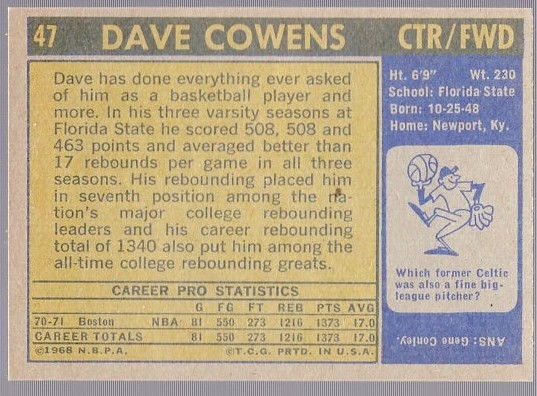 47 DAVE COWENS CTR/FWD
Dave has done everything ever asked
of him as a basketball player and
more. In his three varsity seasons at
Florida State he scored 508, 508 and
463 points and averaged better than
17 rebounds per game in all three
seasons. His rebounding placed him
in seventh position among the na-
tion's major college rebounding
leaders and his career rebounding
total of 1340 also put him among the
all-time college rebounding greats.
CAREER PRO STATISTICS
G FG FT REB PTS AVG
70-71 Boston NBA 81 550 273 1216 1373 17.0
CAREER TOTALS 81 550 273 1216 1373 17.0
©1968 N.B.P.A. ©T.C.G. PRTD. IN U.S.A.
Ht. 6'9" Wt. 230
School: Florida State
Born: 10-25-48
Home: Newport, Ky.
Which former Celtic
was also a fine big-
league pitcher?
ANS: Gene Conley.